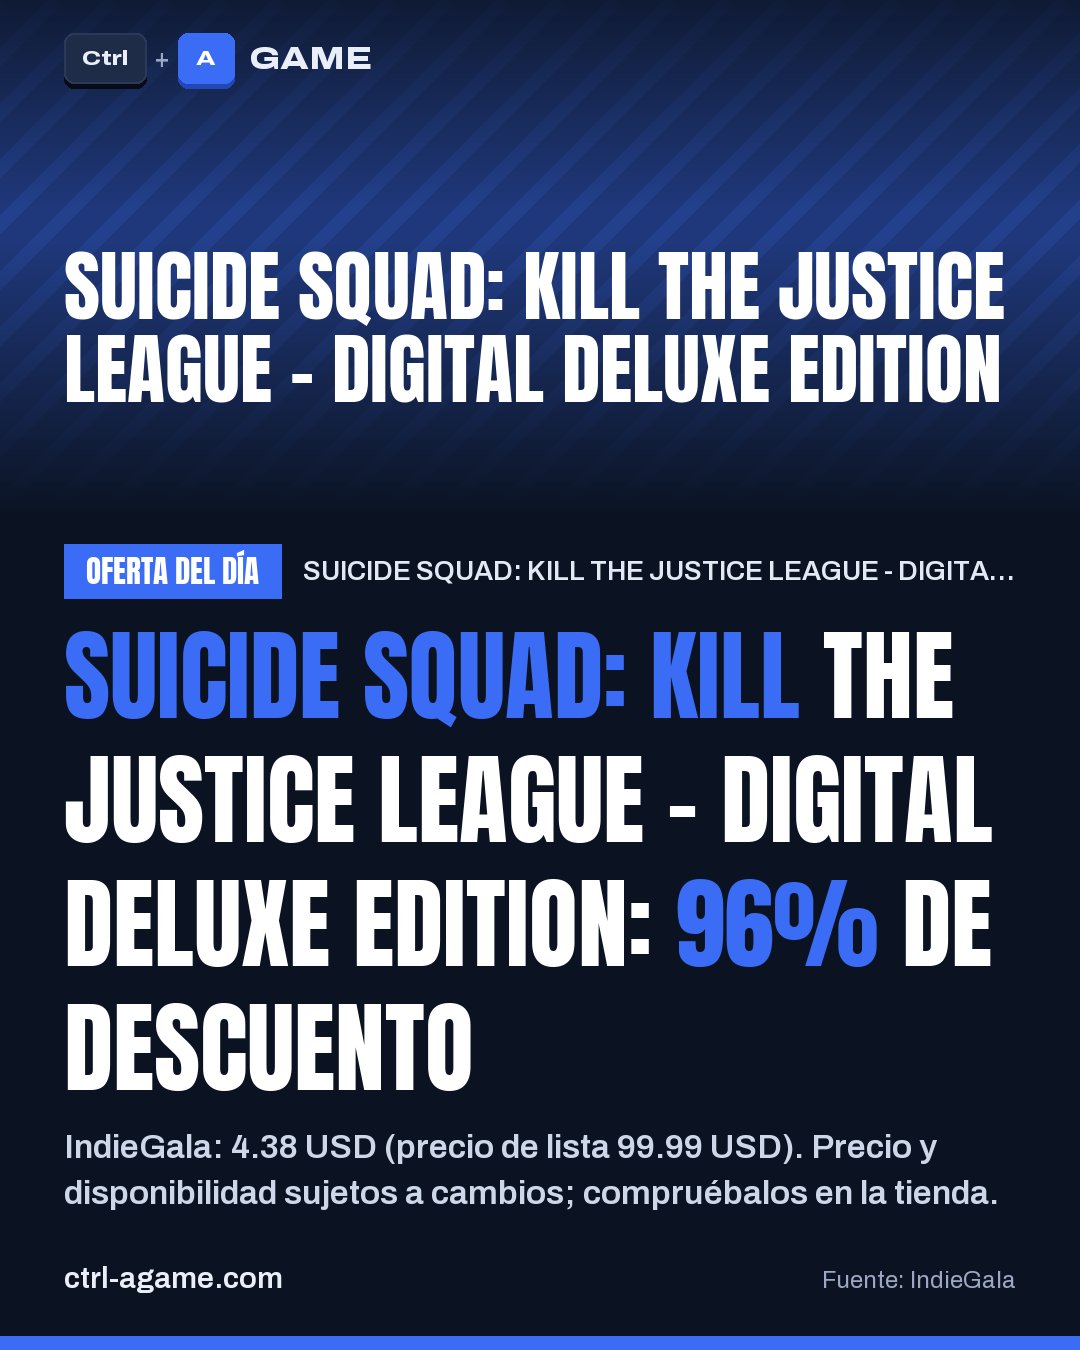 Ctrl + A GAME
SUICIDE SQUAD: KILL THE JUSTICE
LEAGUE - DIGITAL DELUXE EDITION
OFERTA DEL DÍA SUICIDE SQUAD: KILL THE JUSTICE LEAGUE - DIGITA...
SUICIDE SQUAD: KILL THE
JUSTICE LEAGUE - DIGITAL
DELUXE EDITION: 96% DE
DESCUENTO
IndieGala: 4.38 USD (precio de lista 99.99 USD). Precio y
disponibilidad sujetos a cambios; compruébalos en la tienda.
ctrl-agame.com Fuente: IndieGala